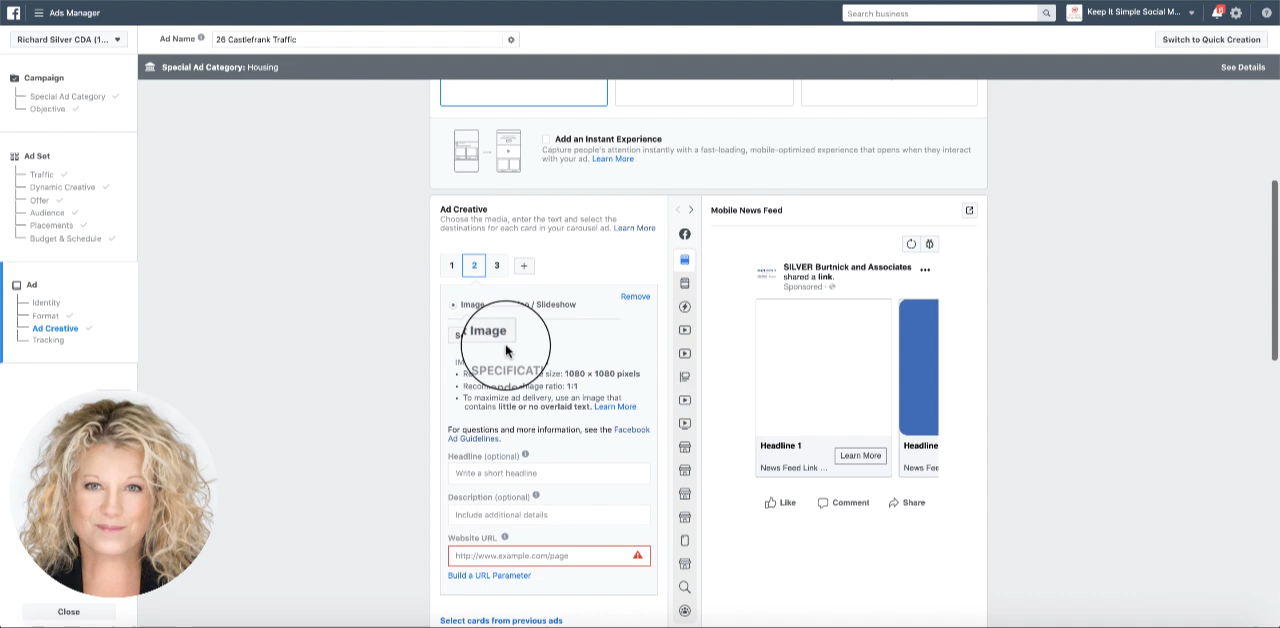 Ads Manager
Search business
Keep It Simple Social M...
Richard Silver CDA (1...
Ad Name
26 Castlefrank Traffic
Switch to Quick Creation
Special Ad Category: Housing
See Details
Campaign
Special Ad Category
Objective
Ad Set
Traffic
Dynamic Creative
Offer
Audience
Placements
Budget & Schedule
Ad
Identity
Format
Ad Creative
Tracking
Close
Add an Instant Experience
Capture people's attention instantly with a fast-loading, mobile-optimized experience that opens when they interact
with your ad. Learn More
Ad Creative
Choose the media, enter the text and select the
destinations for each card in your carousel ad. Learn More
1 2 3 +
Remove
Image / Slideshow
Image
SPECIFICAT
size: 1080 × 1080 pixels
image ratio: 1:1
To maximize ad delivery, use an image that
contains little or no overlaid text. Learn More
For questions and more information, see the Facebook
Ad Guidelines.
Headline (optional)
Write a short headline
Description (optional)
Include additional details
Website URL
http://www.example.com/page
Build a URL Parameter
Select cards from previous ads
Mobile News Feed
SILVER Burtnick and Associates
shared a link.
Sponsored
Headline 1
Learn More
News Feed Link ...
Headline
News Fee
Like
Comment
Share